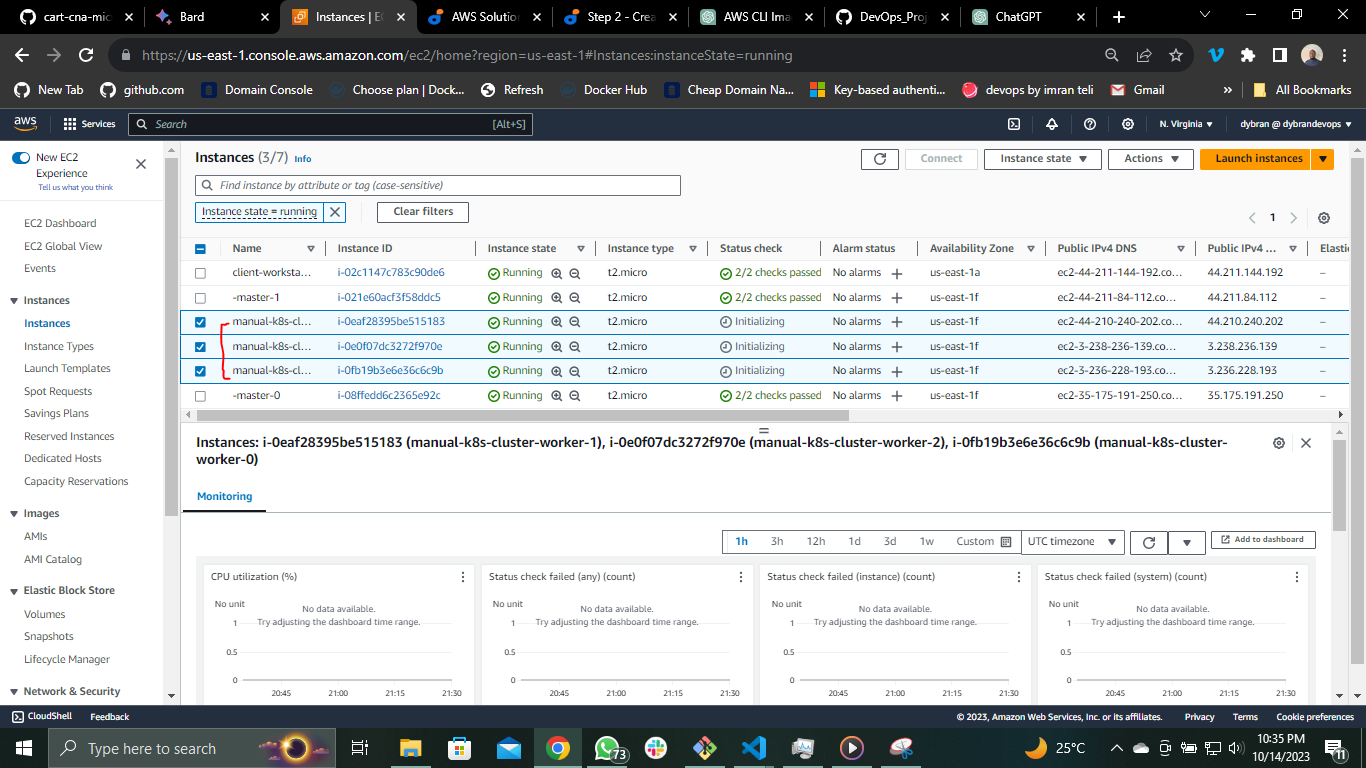 cart-cna-mic
Bard
Instances | EC
AWS Solution
Step 2 - Crea
AWS CLI Ima
DevOps_Proj
ChatGPT
https://us-east-1.console.aws.amazon.com/ec2/home?region=us-east-1#Instances:instanceState=running
New Tab
github.com
Domain Console
Choose plan | Dock...
Refresh
Docker Hub
Cheap Domain Na...
Key-based authenti...
devops by imran teli
Gmail
»
All Bookmarks
aws
Services
Search
[Alt+S]
N. Virginia
dybran @ dybrandevops
New EC2
Experience
Tell us what you think
EC2 Dashboard
EC2 Global View
Events
Instances
Instances
Instance Types
Launch Templates
Spot Requests
Savings Plans
Reserved Instances
Dedicated Hosts
Capacity Reservations
Images
AMIs
AMI Catalog
Elastic Block Store
Volumes
Snapshots
Lifecycle Manager
Network & Security
Instances (3/7) Info
Connect
Instance state
Actions
Launch instances
Find instance by attribute or tag (case-sensitive)
Instance state = running
Clear filters
1
Name Instance ID Instance state Instance type Status check Alarm status Availability Zone Public IPv4 DNS Public IPv4 ... Elastic
client-worksta... i-02c1147c783c90de6 Running t2.micro 2/2 checks passed No alarms + us-east-1a ec2-44-211-144-192.co... 44.211.144.192 –
-master-1 i-021e60acf3f58ddc5 Running t2.micro 2/2 checks passed No alarms + us-east-1f ec2-44-211-84-112.co... 44.211.84.112 –
manual-k8s-cl... i-0eaf28395be515183 Running t2.micro Initializing No alarms + us-east-1f ec2-44-210-240-202.co... 44.210.240.202 –
manual-k8s-cl... i-0e0f07dc3272f970e Running t2.micro Initializing No alarms + us-east-1f ec2-3-238-236-139.co... 3.238.236.139 –
manual-k8s-cl... i-0fb19b3e6e36c6c9b Running t2.micro Initializing No alarms + us-east-1f ec2-3-236-228-193.co... 3.236.228.193 –
-master-0 i-08ffedd6c2365e92c Running t2.micro 2/2 checks passed No alarms + us-east-1f ec2-35-175-191-250.co... 35.175.191.250 –
Instances: i-0eaf28395be515183 (manual-k8s-cluster-worker-1), i-0e0f07dc3272f970e (manual-k8s-cluster-worker-2), i-0fb19b3e6e36c6c9b (manual-k8s-cluster-
worker-0)
Monitoring
1h 3h 12h 1d 3d 1w Custom UTC timezone Add to dashboard
CPU utilization (%)
No unit
No data available.
Try adjusting the dashboard time range.
1
0.5
0
20:45 21:00 21:15 21:30
Status check failed (any) (count)
No unit
No data available.
Try adjusting the dashboard time range.
1
0.5
0
20:45 21:00 21:15 21:30
Status check failed (instance) (count)
No unit
No data available.
Try adjusting the dashboard time range.
1
0.5
0
20:45 21:00 21:15 21:30
Status check failed (system) (count)
No unit
No data available.
Try adjusting the dashboard time range.
1
0.5
0
20:45 21:00 21:15 21:30
CloudShell
Feedback
© 2023, Amazon Web Services, Inc. or its affiliates.
Privacy
Terms
Cookie preferences
Type here to search
73
25°C
10:35 PM
10/14/2023
11